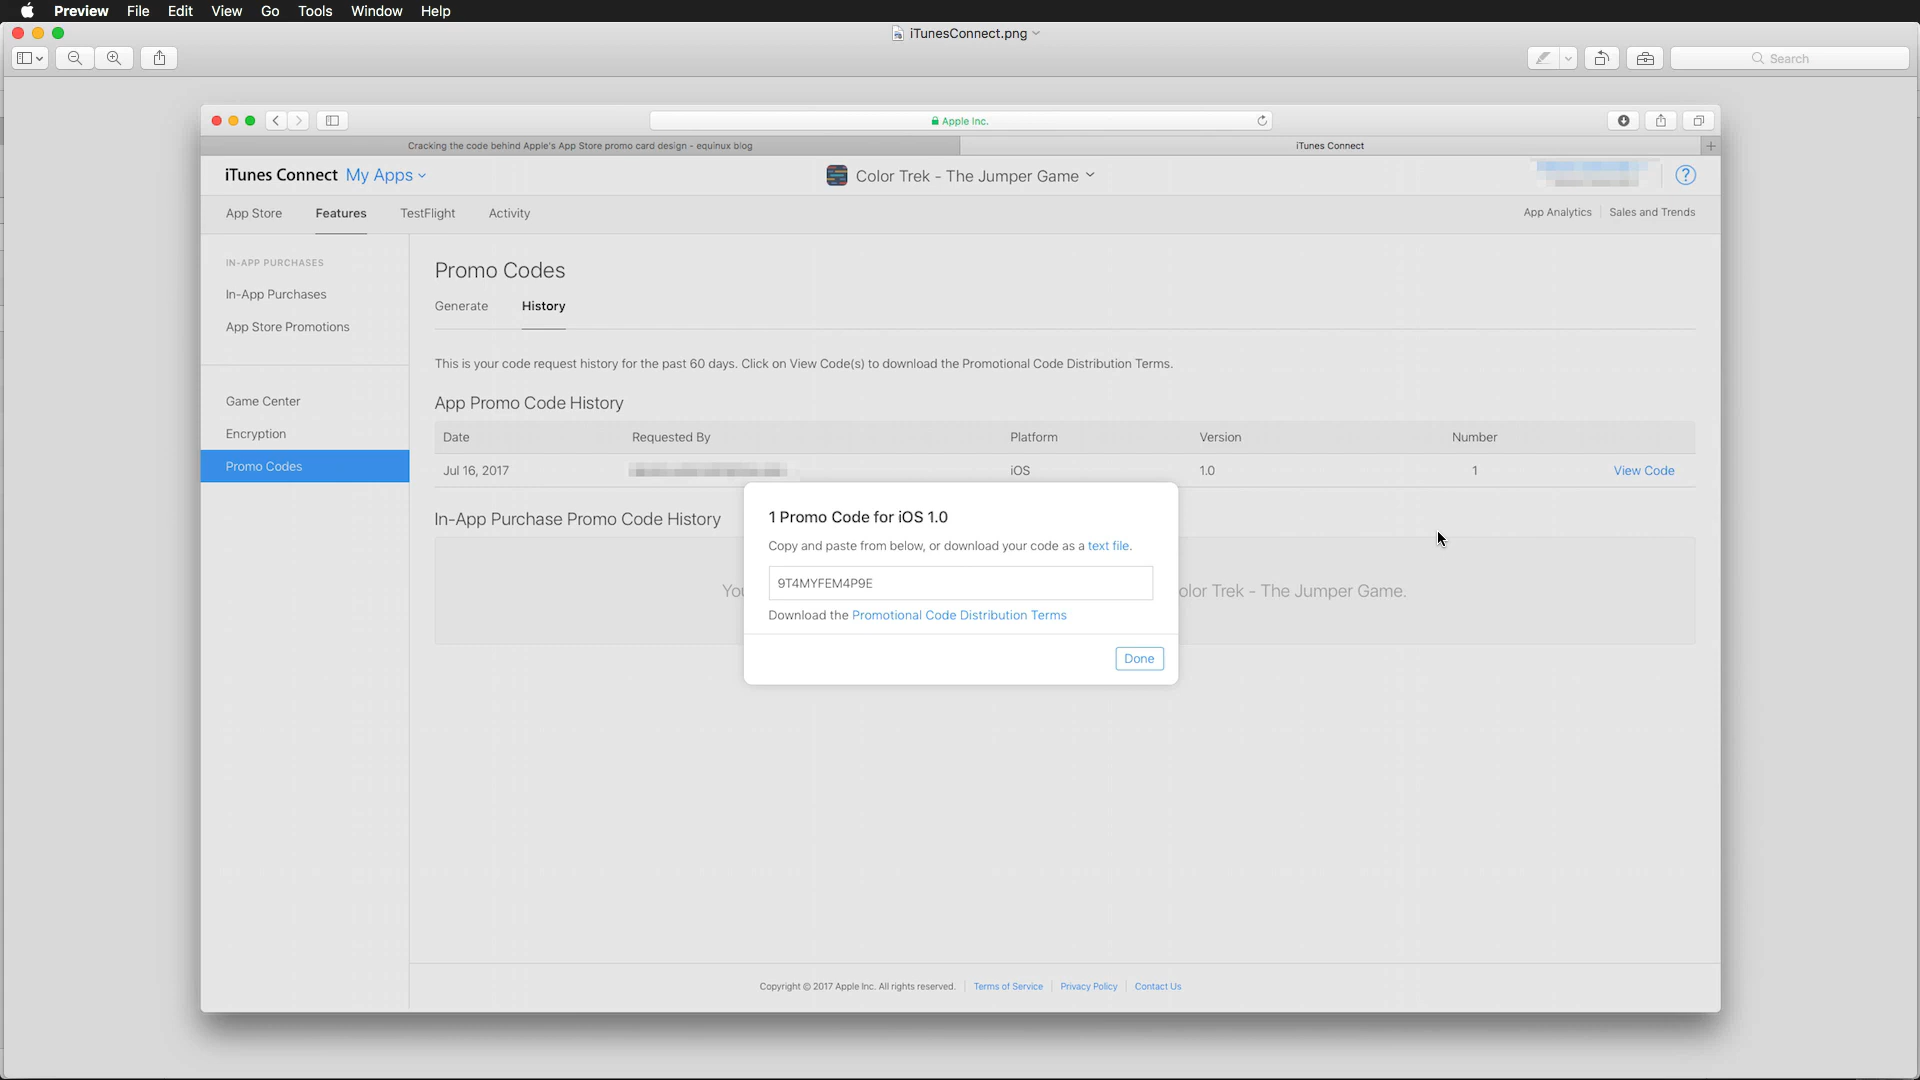 Preview File Edit View Go Tools Window Help
iTunesConnect.png
Search
Apple Inc.
Cracking the code behind Apple's App Store promo card design - equinux blog
iTunes Connect
iTunes Connect My Apps
Color Trek - The Jumper Game
?
App Store Features TestFlight Activity
App Analytics Sales and Trends
IN-APP PURCHASES
In-App Purchases
App Store Promotions
Game Center
Encryption
Promo Codes
Promo Codes
Generate History
This is your code request history for the past 60 days. Click on View Code(s) to download the Promotional Code Distribution Terms.
App Promo Code History
Date Requested By Platform Version Number
Jul 16, 2017 iOS 1.0 1 View Code
In-App Purchase Promo Code History
olor Trek - The Jumper Game.
1 Promo Code for iOS 1.0
Copy and paste from below, or download your code as a text file.
9T4MYFEM4P9E
Download the Promotional Code Distribution Terms
Done
Copyright © 2017 Apple Inc. All rights reserved. Terms of Service Privacy Policy Contact Us